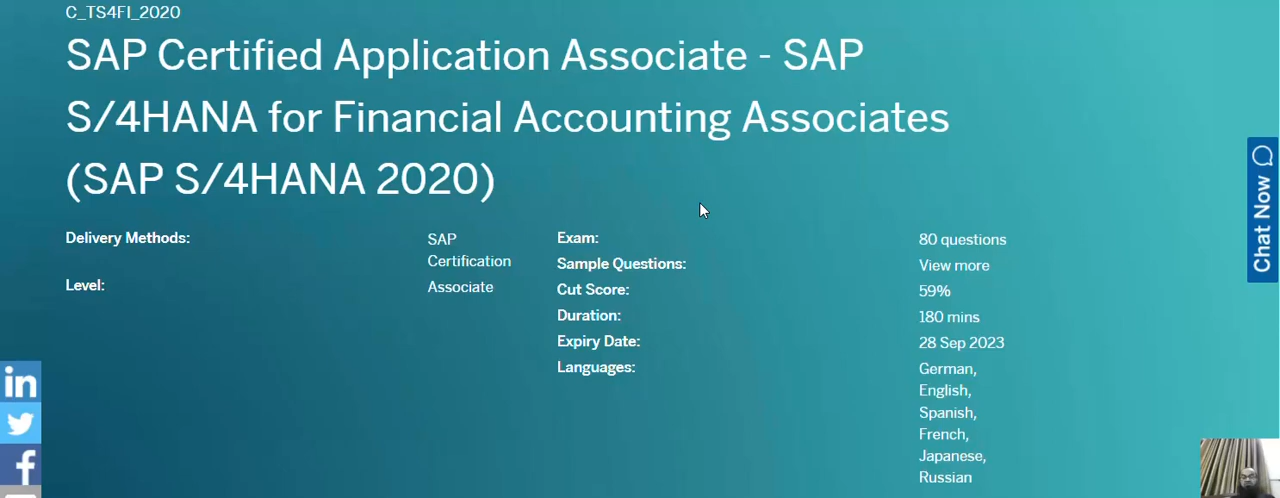 C_TS4FI_2020
SAP Certified Application Associate - SAP
S/4HANA for Financial Accounting Associates
(SAP S/4HANA 2020)
Delivery Methods:
SAP
Certification
Level:
Associate
Exam:
80 questions
Sample Questions:
View more
Cut Score:
59%
Duration:
180 mins
Expiry Date:
28 Sep 2023
Languages:
German,
English,
Spanish,
French,
Japanese,
Russian
Chat Now
in
f